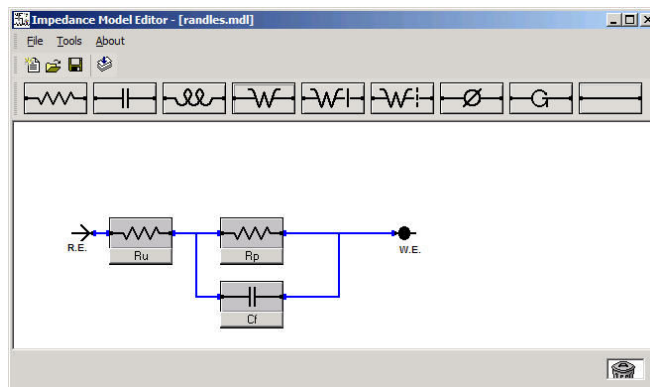 Impedance Model Editor - [randles.mdl]
File Tools About
W W W Ø G
R.E.
Ru
Rp
W.E.
Cf